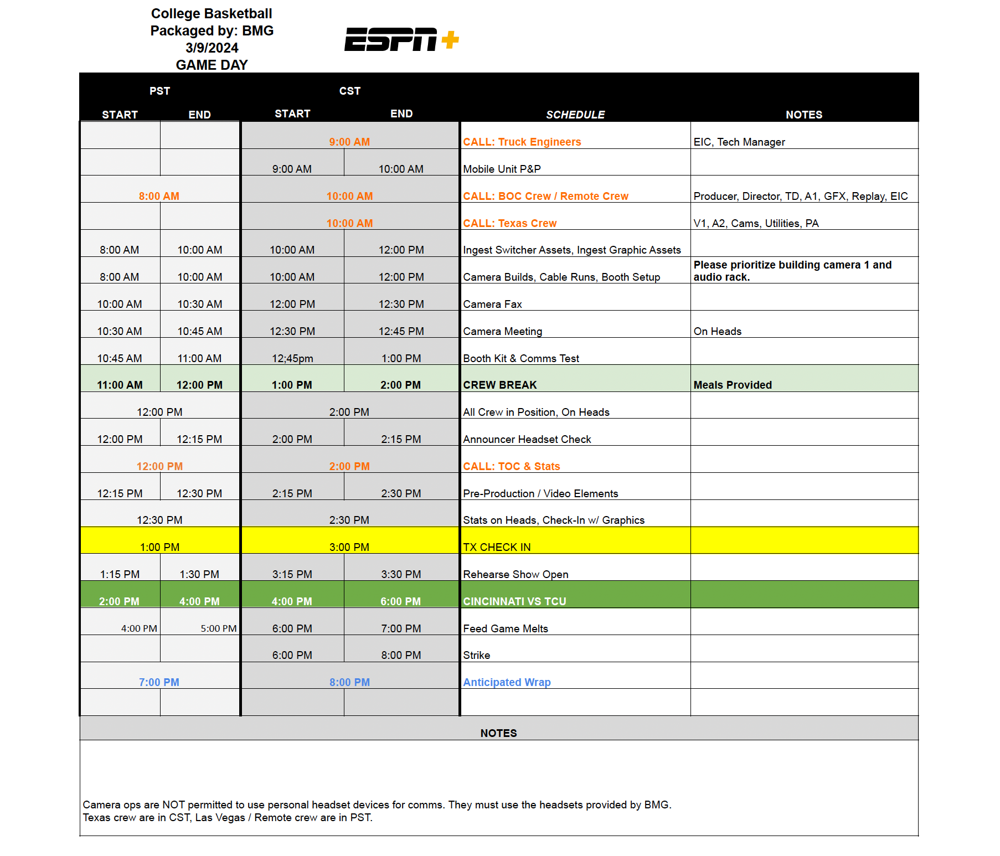 College Basketball
Packaged by: BMG
3/9/2024
GAME DAY
ESPN+
PST CST
START END START END SCHEDULE NOTES
9:00 AM CALL: Truck Engineers EIC, Tech Manager
9:00 AM 10:00 AM Mobile Unit P&P
8:00 AM 10:00 AM CALL: BOC Crew / Remote Crew Producer, Director, TD, A1, GFX, Replay, EIC
10:00 AM CALL: Texas Crew V1, A2, Cams, Utilities, PA
8:00 AM 10:00 AM 10:00 AM 12:00 PM Ingest Switcher Assets, Ingest Graphic Assets
8:00 AM 10:00 AM 10:00 AM 12:00 PM Camera Builds, Cable Runs, Booth Setup Please prioritize building camera 1 and
audio rack.
10:00 AM 10:30 AM 12:00 PM 12:30 PM Camera Fax
10:30 AM 10:45 AM 12:30 PM 12:45 PM Camera Meeting On Heads
10:45 AM 11:00 AM 12;45pm 1:00 PM Booth Kit & Comms Test
11:00 AM 12:00 PM 1:00 PM 2:00 PM CREW BREAK Meals Provided
12:00 PM 2:00 PM All Crew in Position, On Heads
12:00 PM 12:15 PM 2:00 PM 2:15 PM Announcer Headset Check
12:00 PM 2:00 PM CALL: TOC & Stats
12:15 PM 12:30 PM 2:15 PM 2:30 PM Pre-Production / Video Elements
12:30 PM 2:30 PM Stats on Heads, Check-In w/ Graphics
1:00 PM 3:00 PM TX CHECK IN
1:15 PM 1:30 PM 3:15 PM 3:30 PM Rehearse Show Open
2:00 PM 4:00 PM 4:00 PM 6:00 PM CINCINNATI VS TCU
4:00 PM 5:00 PM 6:00 PM 7:00 PM Feed Game Melts
6:00 PM 8:00 PM Strike
7:00 PM 8:00 PM Anticipated Wrap
NOTES
Camera ops are NOT permitted to use personal headset devices for comms. They must use the headsets provided by BMG.
Texas crew are in CST, Las Vegas / Remote crew are in PST.